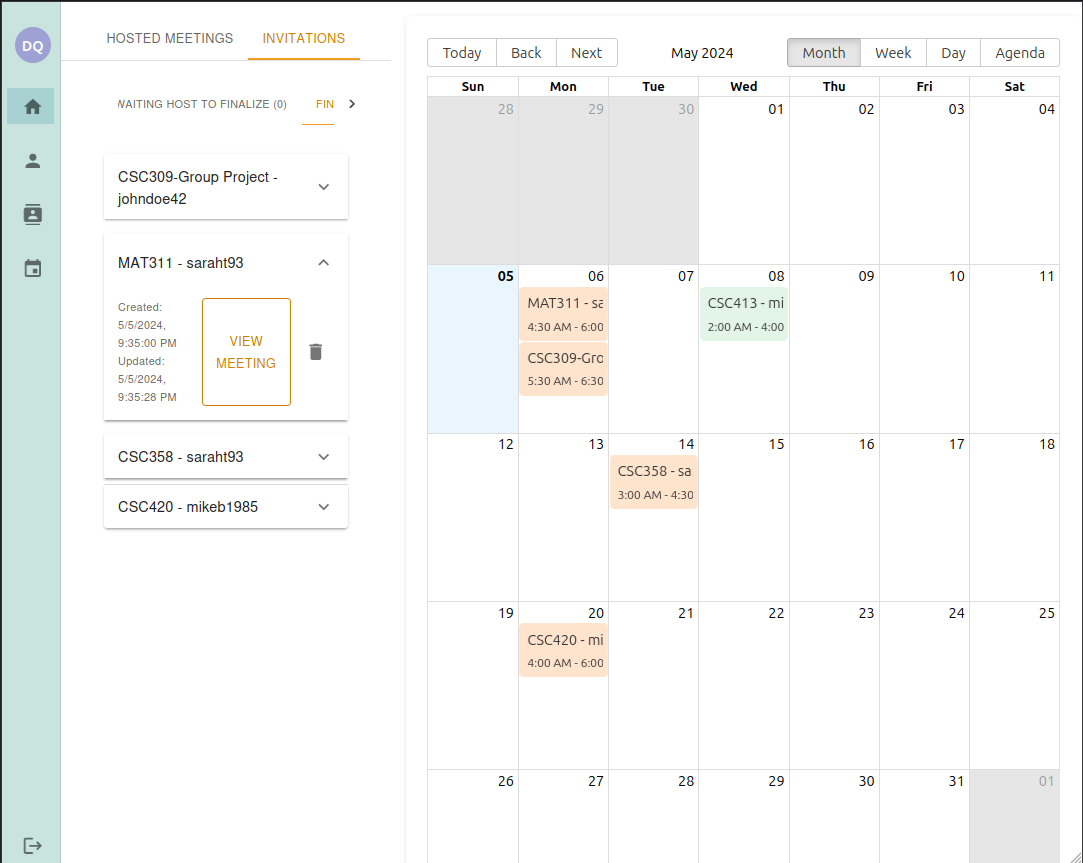 DQ
HOSTED MEETINGS INVITATIONS
WAITING HOST TO FINALIZE (0) FIN
CSC309-Group Project -
johndoe42
MAT311 - saraht93
Created:
5/5/2024,
9:35:00 PM
Updated:
5/5/2024,
9:35:28 PM
VIEW
MEETING
CSC358 - saraht93
CSC420 - mikeb1985
Today Back Next May 2024 Month Week Day Agenda
Sun Mon Tue Wed Thu Fri Sat
28 29 30 01 02 03 04
05 06 07 08 09 10 11
MAT311 - sa
4:30 AM - 6:00
CSC309-Gro
5:30 AM - 6:30
CSC413 - mi
2:00 AM - 4:00
12 13 14 15 16 17 18
CSC358 - sa
3:00 AM - 4:30
19 20 21 22 23 24 25
CSC420 - mi
4:00 AM - 6:00
26 27 28 29 30 31 01